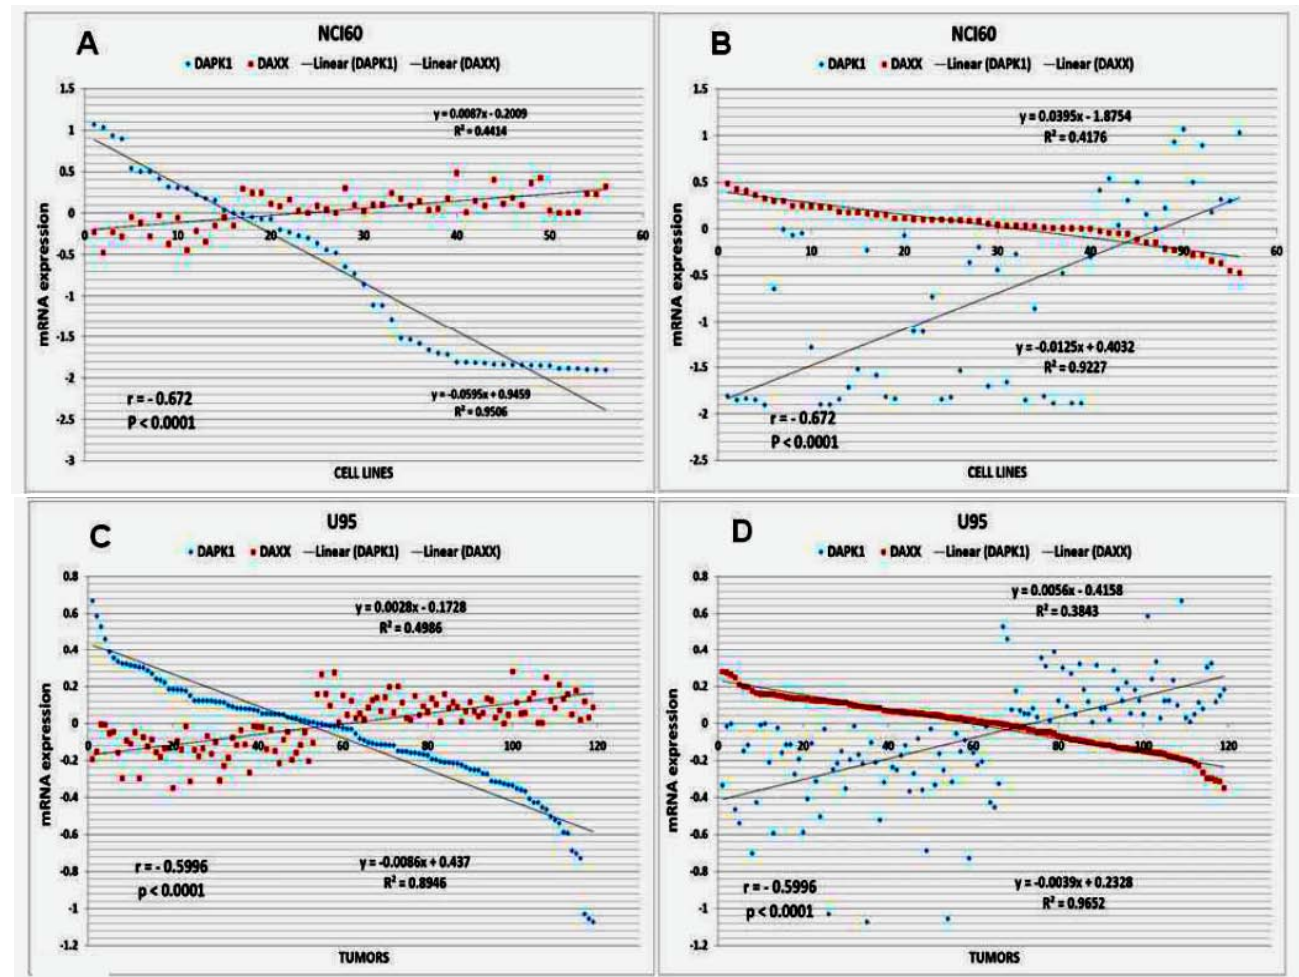 A
NCI60
DAPK1 DAXX Linear (DAPK1) Linear (DAXX)
1.5
1
0.5
0
-0.5
-1
-1.5
-2
-2.5
-3
0 10 20 30 40 50 60
y = 0.0087x - 0.2009
R² = 0.4414
y = -0.0595x + 0.9459
R² = 0.9506
r = - 0.672
P < 0.0001
mRNA expression
CELL LINES
B
NCI60
DAPK1 DAXX Linear (DAPK1) Linear (DAXX)
1.5
1
0.5
0
-0.5
-1
-1.5
-2
-2.5
0 10 20 30 40 50 60
y = 0.0395x - 1.8754
R² = 0.4176
y = -0.0125x + 0.4032
R² = 0.9227
r = - 0.672
P < 0.0001
mRNA expression
CELL LINES
C
U95
DAPK1 DAXX Linear (DAPK1) Linear (DAXX)
0.8
0.6
0.4
0.2
0
-0.2
-0.4
-0.6
-0.8
-1
-1.2
0 20 40 60 80 100 120
y = 0.0028x - 0.1728
R² = 0.4986
y = -0.0086x + 0.437
R² = 0.8946
r = - 0.5996
p < 0.0001
mRNA expression
TUMORS
D
U95
DAPK1 DAXX Linear (DAPK1) Linear (DAXX)
0.8
0.6
0.4
0.2
0
-0.2
-0.4
-0.6
-0.8
-1
-1.2
0 20 40 60 80 100 120
y = 0.0056x - 0.4158
R² = 0.3843
y = -0.0039x + 0.2328
R² = 0.9652
r = - 0.5996
p < 0.0001
mRNA expression
TUMORS